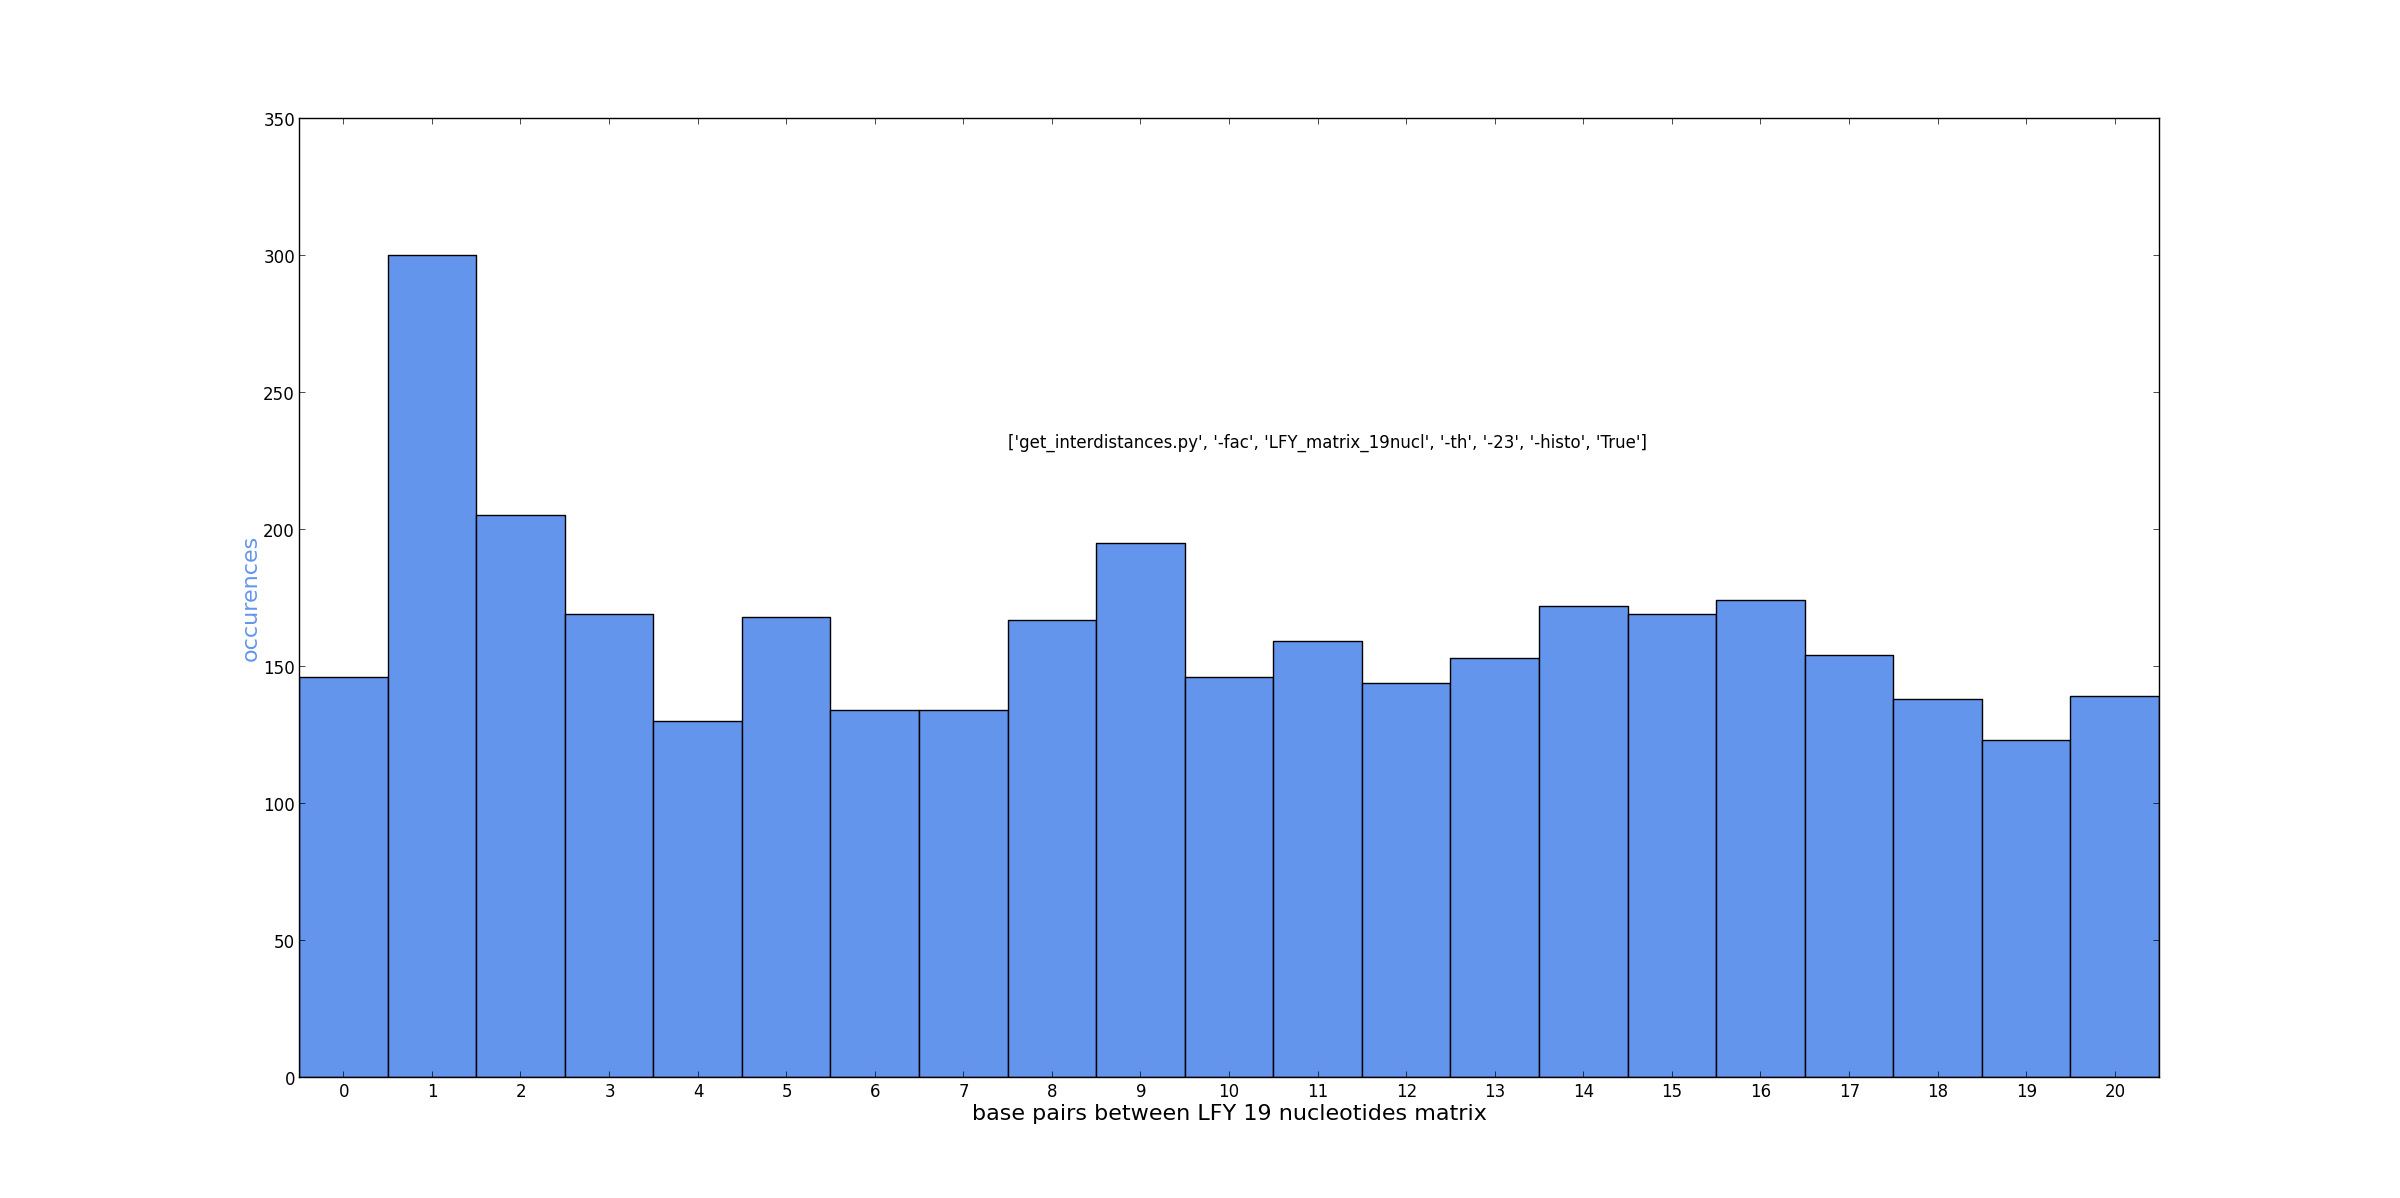 350
300
250
200
150
100
50
0
occurences
['get_interdistances.py', '-fac', 'LFY_matrix_19nucl', '-th', '-23', '-histo', 'True']
0 1 2 3 4 5 6 7 8 9 10 11 12 13 14 15 16 17 18 19 20
base pairs between LFY 19 nucleotides matrix